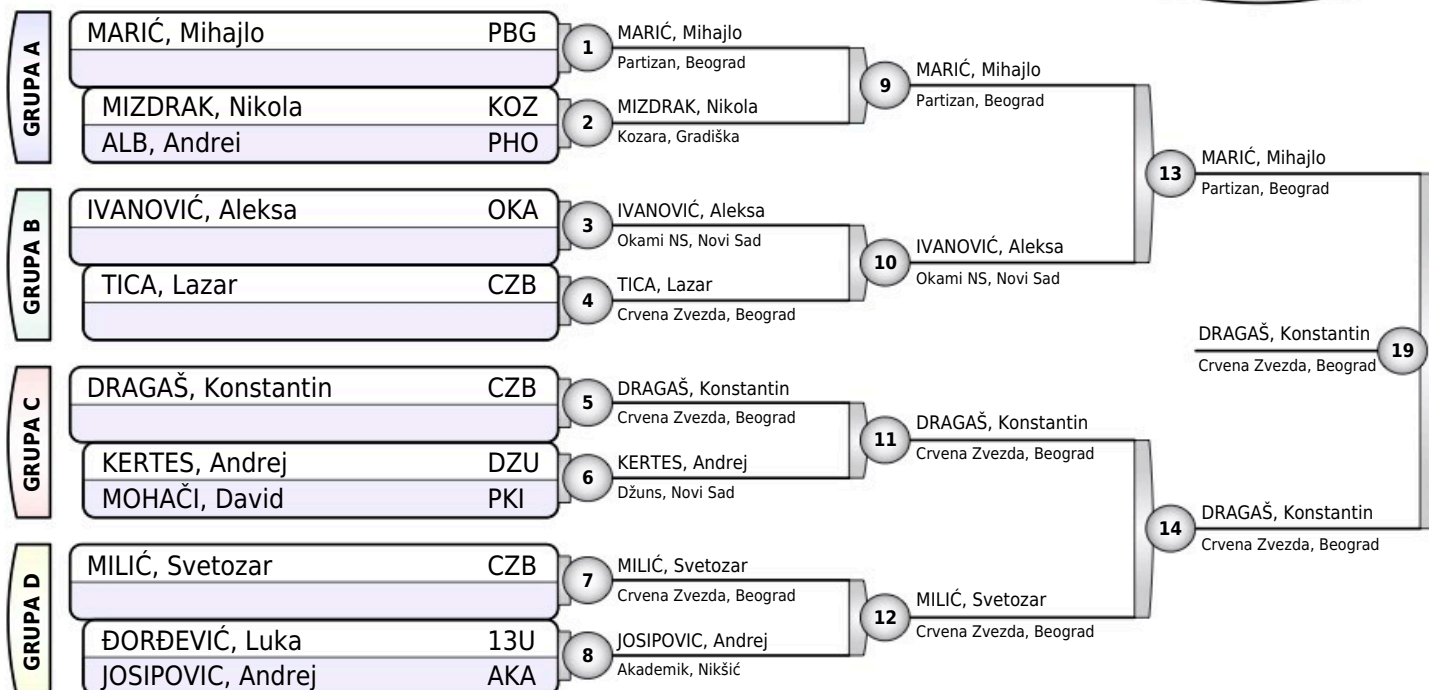 GRUPA A
MARIĆ, Mihajlo PBG
MIZDRAK, Nikola KOZ
ALB, Andrei PHO
GRUPA B
IVANOVIĆ, Aleksa OKA
TICA, Lazar CZB
GRUPA C
DRAGAŠ, Konstantin CZB
KERTES, Andrej DZU
MOHAČI, David PKI
GRUPA D
MILIĆ, Svetozar CZB
ĐORĐEVIĆ, Luka 13U
JOSIPOVIC, Andrej AKA
1 MARIĆ, Mihajlo
Partizan, Beograd
2 MIZDRAK, Nikola
Kozara, Gradiška
3 IVANOVIĆ, Aleksa
Okami NS, Novi Sad
4 TICA, Lazar
Crvena Zvezda, Beograd
5 DRAGAŠ, Konstantin
Crvena Zvezda, Beograd
6 KERTES, Andrej
Džuns, Novi Sad
7 MILIĆ, Svetozar
Crvena Zvezda, Beograd
8 JOSIPOVIC, Andrej
Akademik, Nikšić
9 MARIĆ, Mihajlo
Partizan, Beograd
10 IVANOVIĆ, Aleksa
Okami NS, Novi Sad
11 DRAGAŠ, Konstantin
Crvena Zvezda, Beograd
12 MILIĆ, Svetozar
Crvena Zvezda, Beograd
13 MARIĆ, Mihajlo
Partizan, Beograd
14 DRAGAŠ, Konstantin
Crvena Zvezda, Beograd
DRAGAŠ, Konstantin 19
Crvena Zvezda, Beograd